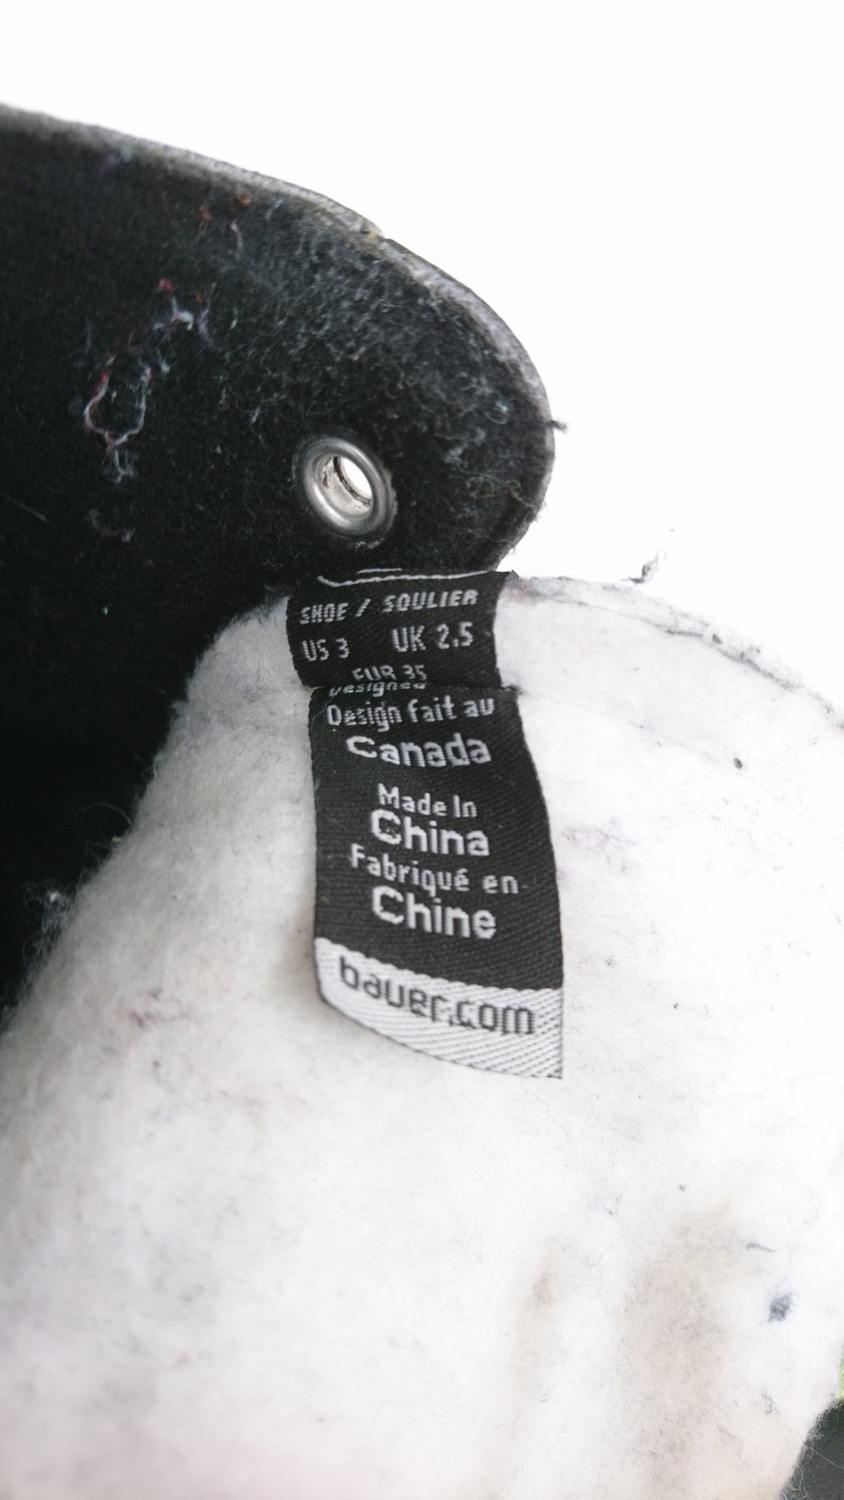 SHOE / SOULIER
US 3 UK 2.5
EUR 35
Designed
Design fait au
Canada
Made In
China
Fabriqué en
Chine
bauer.com